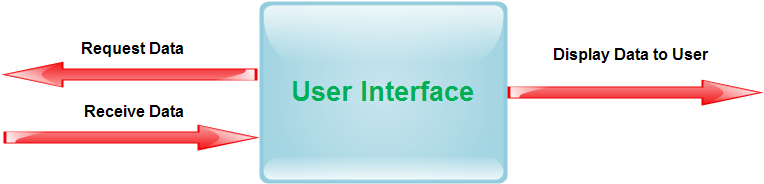 Request Data
Receive Data
User Interface
Display Data to User